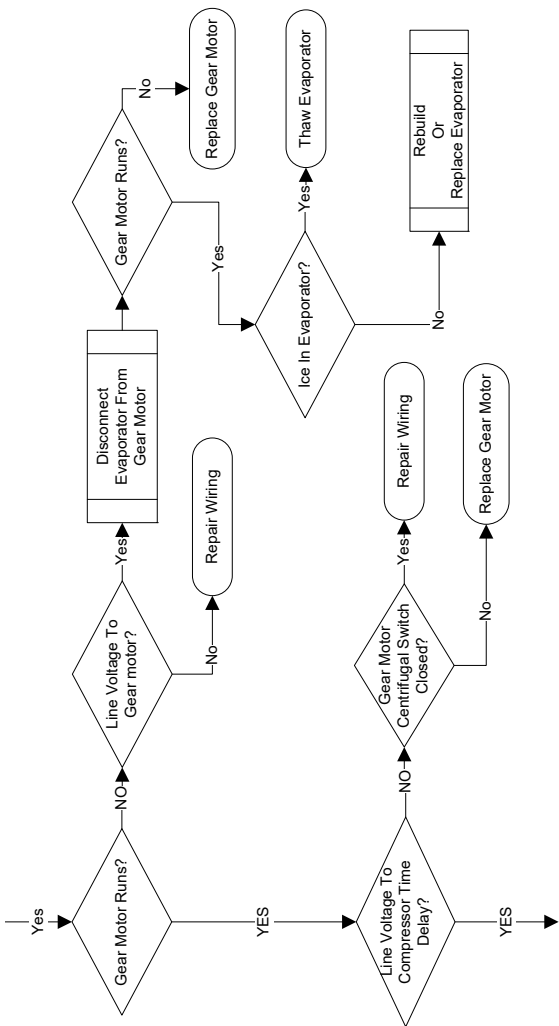 Yes
Gear Motor Runs?
NO
Line Voltage To
Gear motor?
Yes
Disconnect
Evaporator From
Gear Motor
Gear Motor Runs?
No
Replace Gear Motor
No
Repair Wiring
Yes
Ice In Evaporator?
Yes
Thaw Evaporator
No
Rebuild
Or
Replace Evaporator
YES
Line Voltage To
Compressor Time
Delay?
NO
Gear Motor
Centrifugal Switch
Closed?
Yes
Repair Wiring
No
Replace Gear Motor
YES